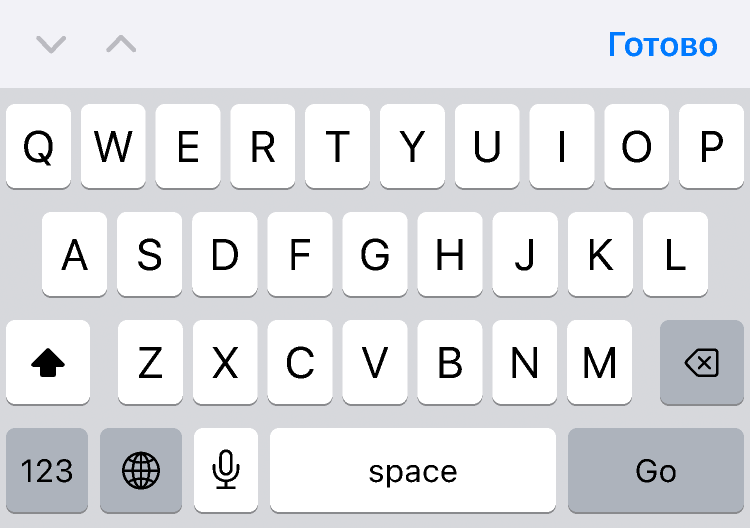 Готово
Q W E R T Y U I O P
A S D F G H J K L
Z X C V B N M
123 space Go